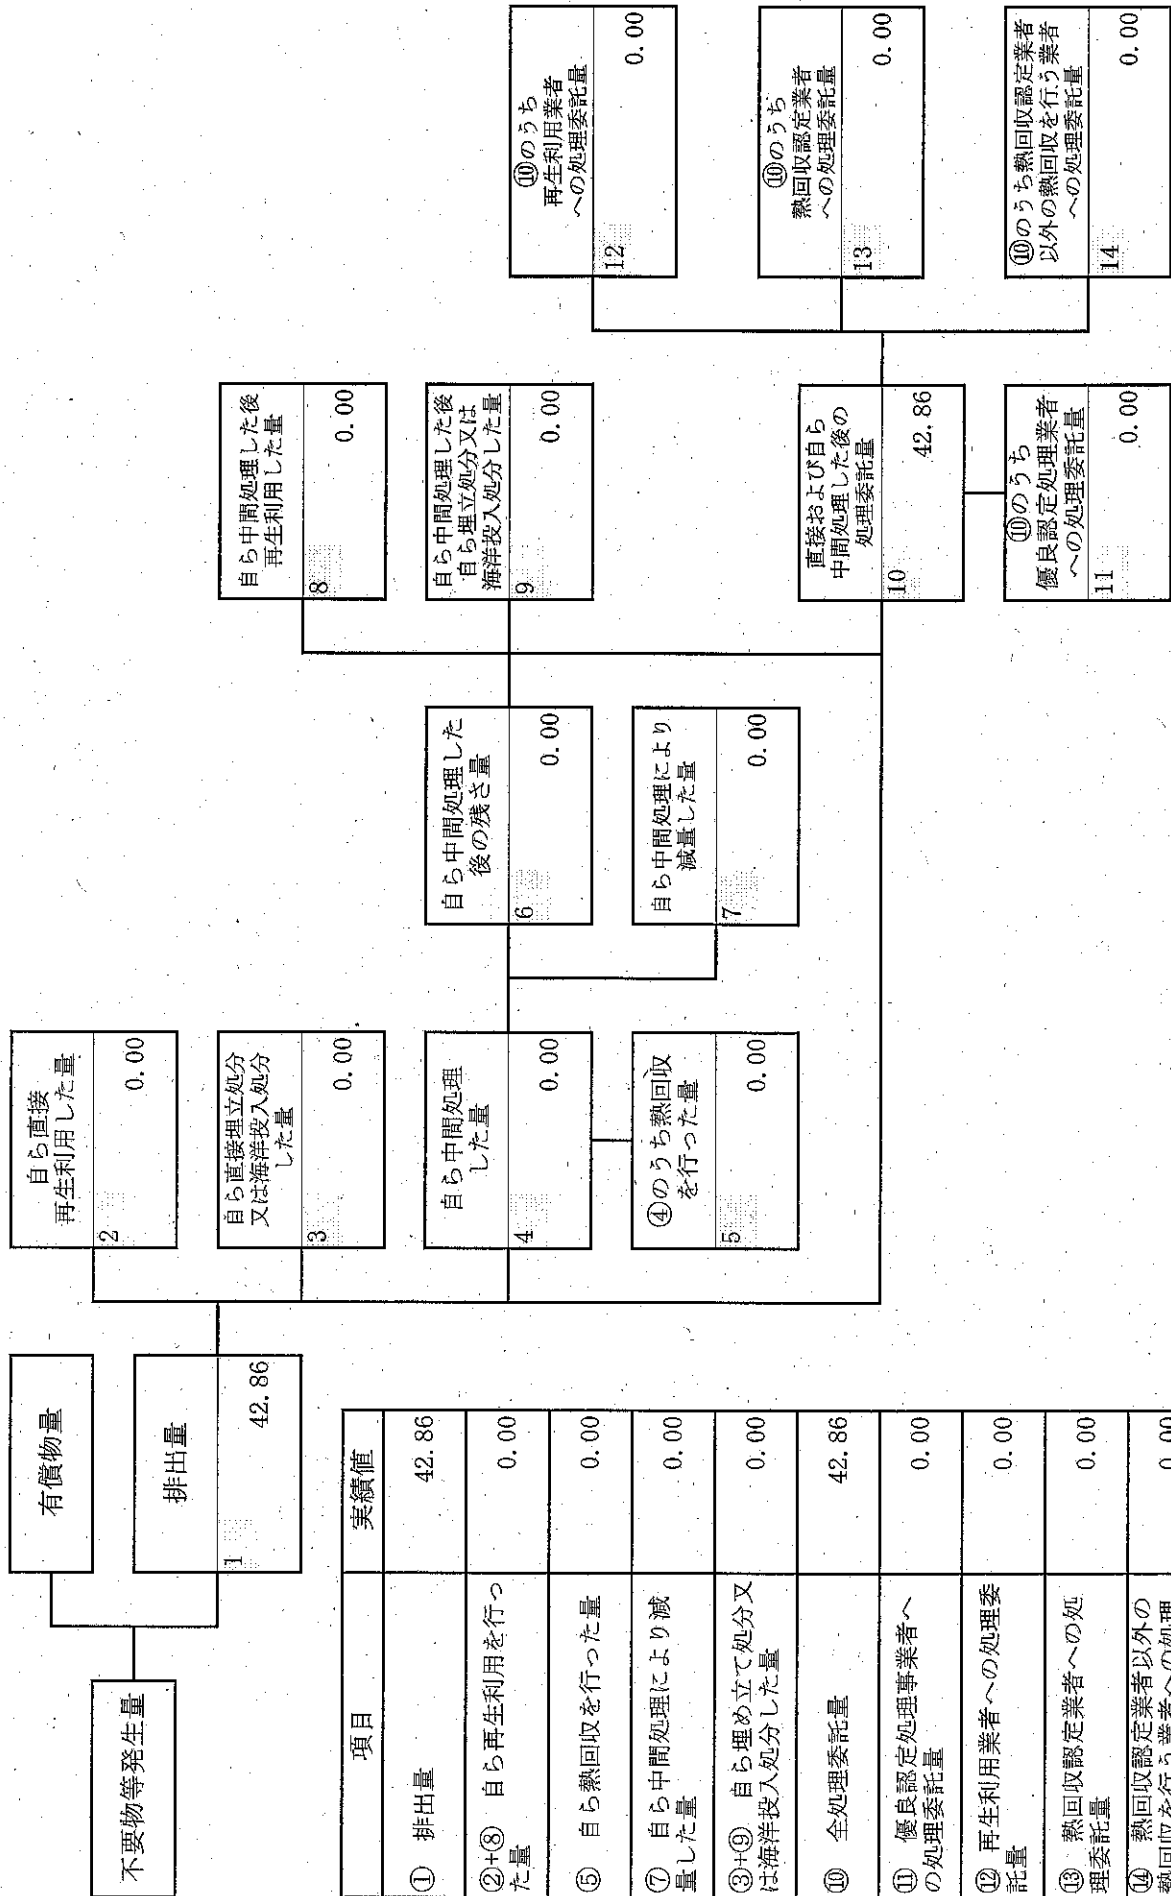 不要物等発生量
有償物量
排出量
1
42.86
自ら直接
再生利用した量
2
0.00
自ら直接埋立処分
又は海洋投入処分
した量
3
0.00
自ら中間処理
した量
4
0.00
④のうち熱回収
を行った量
5
0.00
自ら中間処理した
後の残さ量
6
0.00
自ら中間処理により
減量した量
7
0.00
自ら中間処理した後
再生利用した量
8
0.00
自ら中間処理した後
自ら埋立処分又は
海洋投入処分した量
9
0.00
直接および自ら
中間処理した後の
処理委託量
10
42.86
⑩のうち
優良認定処理業者
への処理委託量
11
0.00
⑩のうち
再生利用業者
への処理委託量
12
0.00
⑩のうち
熱回収認定業者
への処理委託量
13
0.00
⑩のうち熱回収認定業者
以外の熱回収を行う業者
への処理委託量
14
0.00
項目 実績値
① 排出量 42.86
②+⑧ 自ら再生利用を行っ
た量 0.00
⑤ 自ら熱回収を行った量 0.00
⑦ 自ら中間処理により減
量した量 0.00
③+⑨ 自ら埋め立て処分又
は海洋投入処分した量 0.00
⑩ 全処理委託量 42.86
⑪ 優良認定処理事業者へ
の処理委託量 0.00
⑫ 再生利用業者への処理委
託量 0.00
⑬ 熱回収認定業者への処
理委託量 0.00
⑭ 熱回収認定業者以外の
熱回収を行う業者への処理 0.00